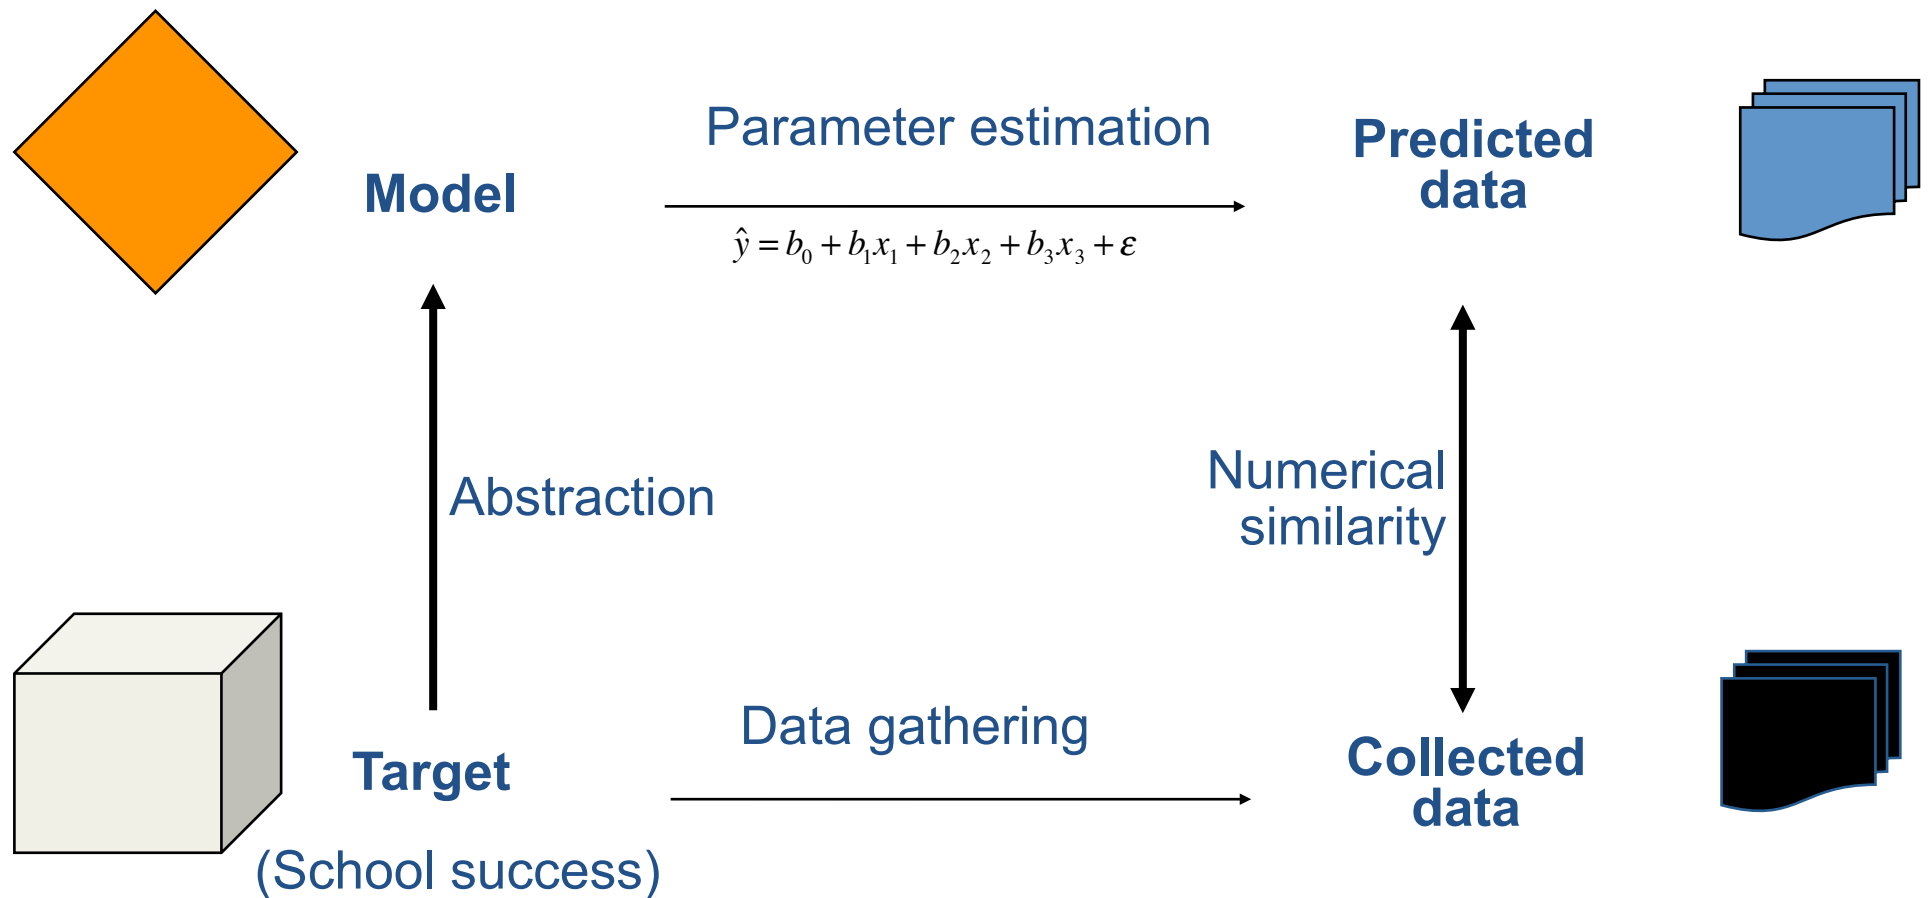 Parameter estimation
Predicted
data
Model
ŷ = b₀ + b₁x₁ + b₂x₂ + b₃x₃ + ε
Abstraction
Numerical
similarity
Data gathering
Target
Collected
data
(School success)